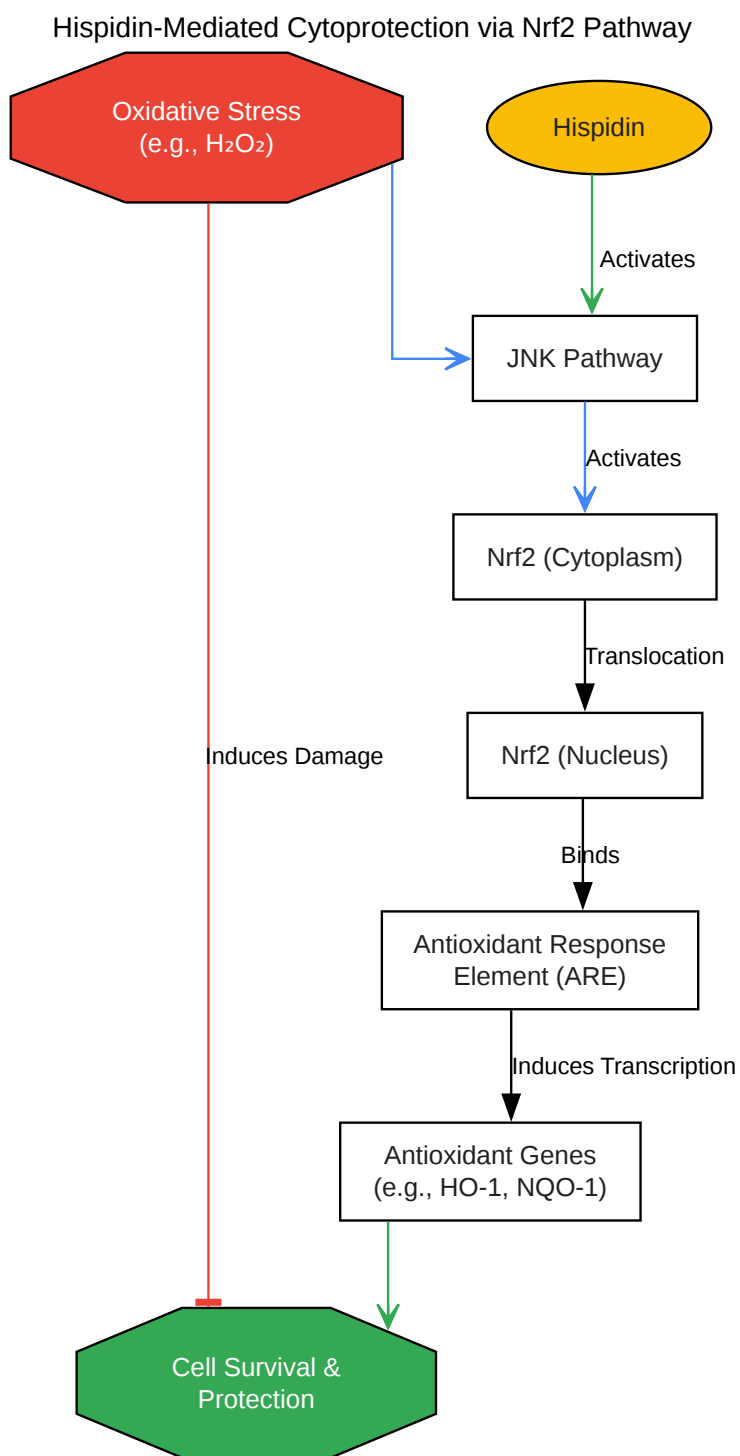 Hispidin-Mediated Cytoprotection via Nrf2 Pathway
Oxidative Stress
(e.g., H₂O₂)
Hispidin
Activates
JNK Pathway
Activates
Nrf2 (Cytoplasm)
Translocation
Nrf2 (Nucleus)
Induces Damage
Binds
Antioxidant Response
Element (ARE)
Induces Transcription
Antioxidant Genes
(e.g., HO-1, NQO-1)
Cell Survival &
Protection